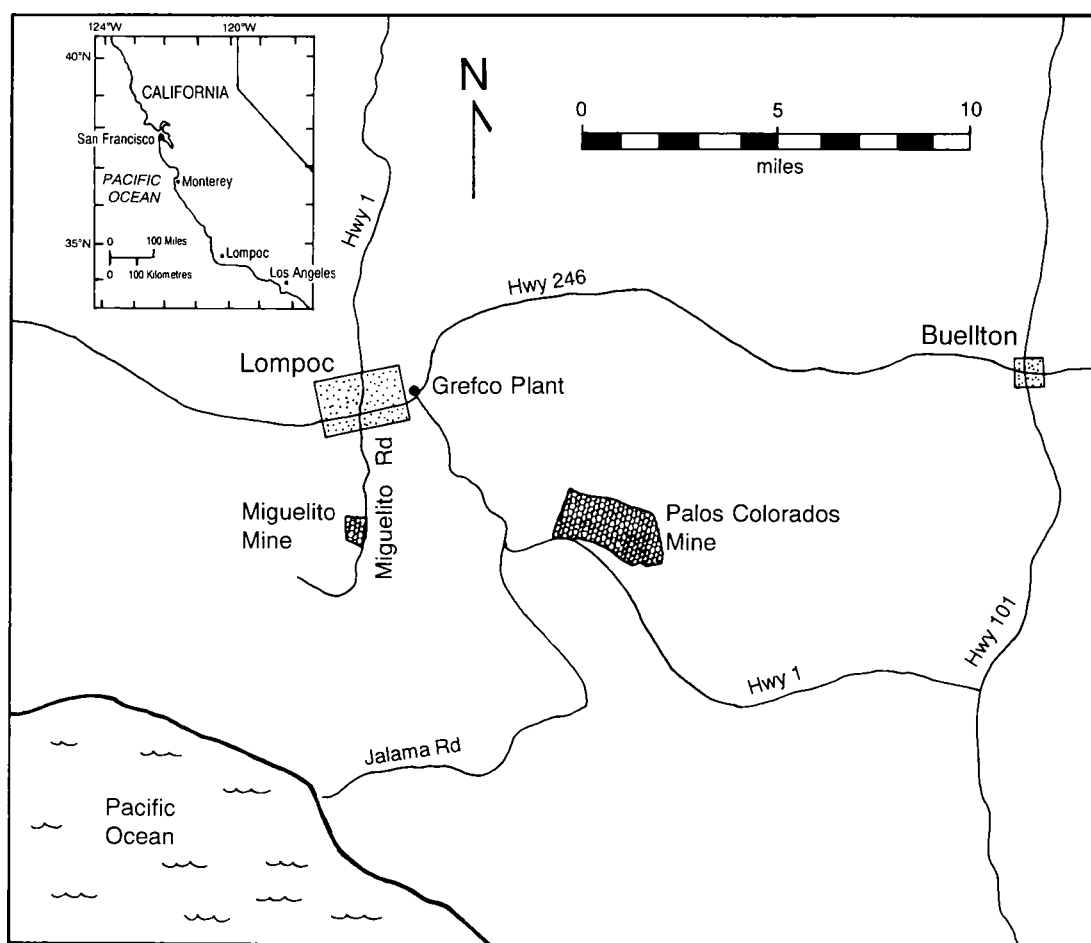 124°W
120°W
40°N
CALIFORNIA
San Francisco
PACIFIC
OCEAN
Monterey
35°N
0
100 Miles
0
100 Kilometres
Lompoc
Los Angeles
N
0
5
10
miles
Hwy 1
Hwy 246
Buellton
Lompoc
Grefco Plant
Miguelito Rd
Miguelito
Mine
Palos Colorados
Mine
Hwy 101
Hwy 1
Jalama Rd
Pacific
Ocean